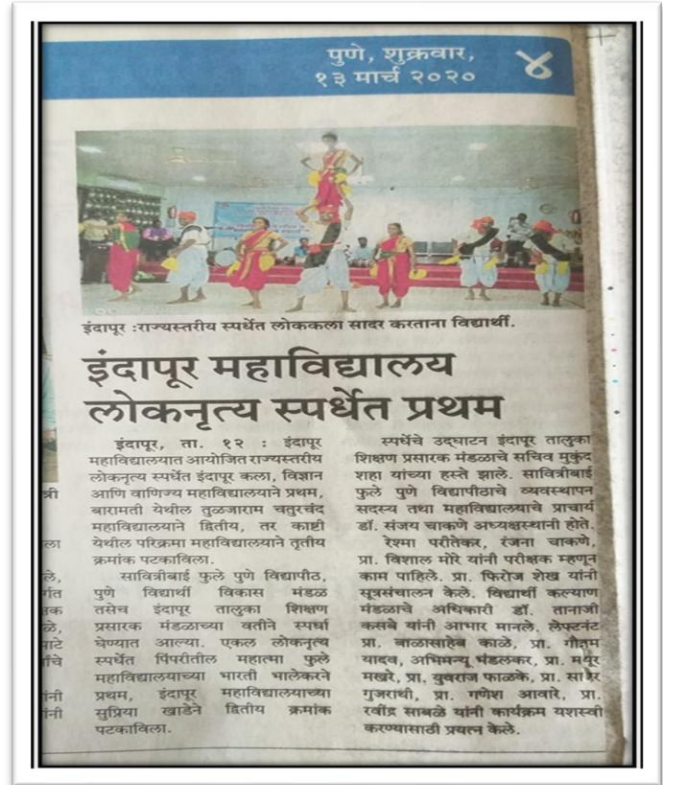 पुणे, शुक्रवार,
१३ मार्च २०२०
४
इंदापूर :राज्यस्तरीय स्पर्धेत लोककला सादर करताना विद्यार्थी.
इंदापूर महाविद्यालय
लोकनृत्य स्पर्धेत प्रथम
इंदापूर, ता. १२ : इंदापूर
महाविद्यालयात आयोजित राज्यस्तरीय
लोकनृत्य स्पर्धेत इंदापूर कला, विज्ञान
आणि वाणिज्य महाविद्यालयाने प्रथम,
बारामती येथील तुळजाराम चतुरचंद
महाविद्यालयाने द्वितीय, तर काष्टी
येथील परिक्रमा महाविद्यालयाने तृतीय
क्रमांक पटकाविला.
सावित्रीबाई फुले पुणे विद्यापीठ,
पुणे विद्यार्थी विकास मंडळ
तसेच इंदापूर तालुका शिक्षण
प्रसारक मंडळाच्या वतीने स्पर्धा
घेण्यात आल्या. एकल लोकनृत्य
स्पर्धेत पिंपरीतील महात्मा फुले
महाविद्यालयाच्या भारती भालेकरने
प्रथम, इंदापूर महाविद्यालयाच्या
सुप्रिया खाडेने द्वितीय क्रमांक
पटकाविला.
स्पर्धेचे उद्‌घाटन इंदापूर तालुका
शिक्षण प्रसारक मंडळाचे सचिव मुकुंद
शहा यांच्या हस्ते झाले. सावित्रीबाई
फुले पुणे विद्यापीठाचे व्यवस्थापन
सदस्य तथा महाविद्यालयाचे प्राचार्य
डॉ. संजय चाकणे अध्यक्षस्थानी होते.
रेश्मा परीतेकर, रंजना चाकणे,
प्रा. विशाल मोरे यांनी परीक्षक म्हणून
काम पाहिले. प्रा. फिरोज शेख यांनी
सूत्रसंचालन केले. विद्यार्थी कल्याण
मंडळाचे अधिकारी डॉ. तानाजी
कसबे यांनी आभार मानले. लेफ्टनंट
प्रा. बाळासाहेब काळे, प्रा. गौतम
यादव, अभिमन्यू भंडलकर, प्रा. मयूर
मखरे, प्रा. युवराज फाळके, प्रा.
गुजराथी, प्रा. गणेश आवारे, प्रा.
रवींद्र साबळे यांनी कार्यक्रम यशस्वी
करण्यासाठी प्रयत्न केले.